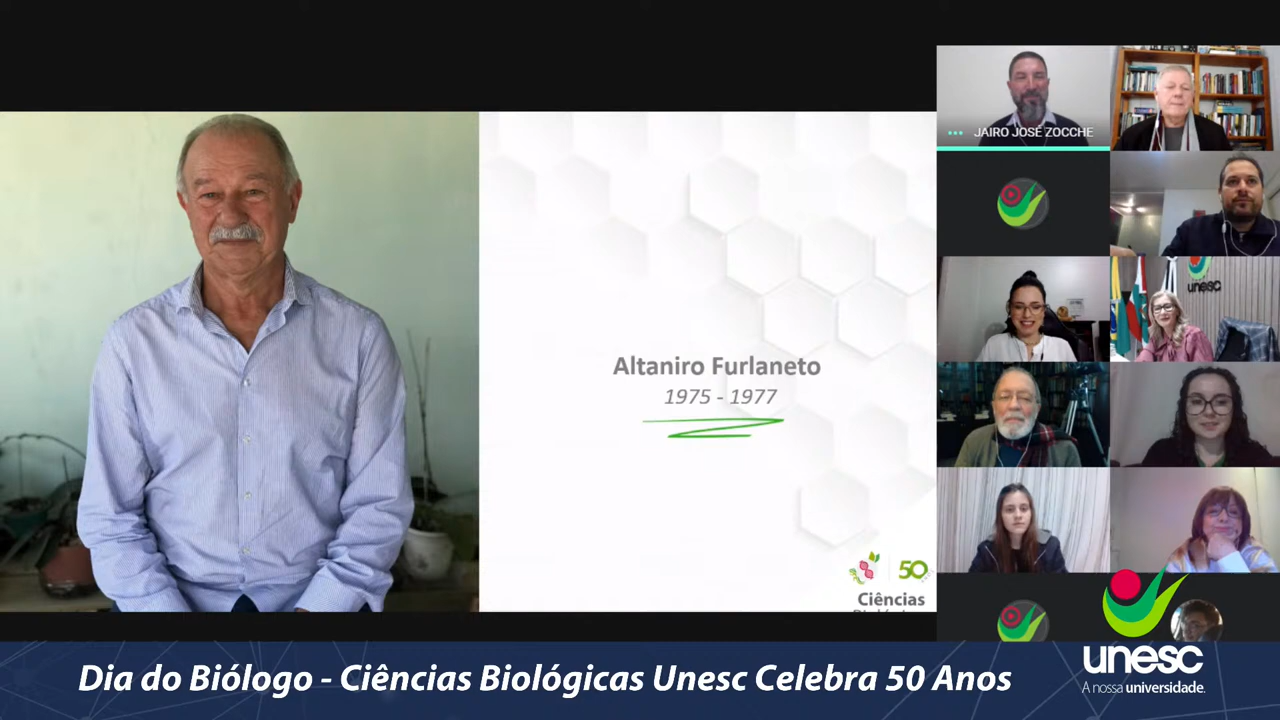 JAIRO JOSÉ ZOCCHE
unesc
Altaniro Furlaneto
1975 - 1977
50
Ciências
Dia do Biólogo - Ciências Biológicas Unesc Celebra 50 Anos
unesc
A nossa universidade.